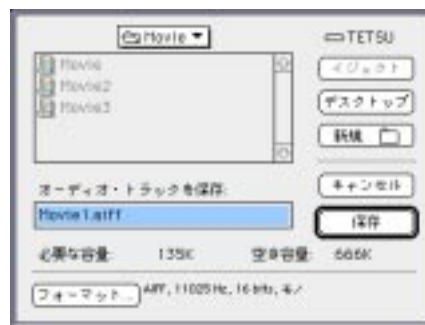 Movie
TETSU
Movie
Movie2
Movie3
イジェクト
デスクトップ
新規
オーディオ・トラックを保存:
キャンセル
Movie1.aiff
保存
必要な容量: 135K 空き容量: 666K
フォーマット... AIFF, 11025 Hz, 16 bits, モノ